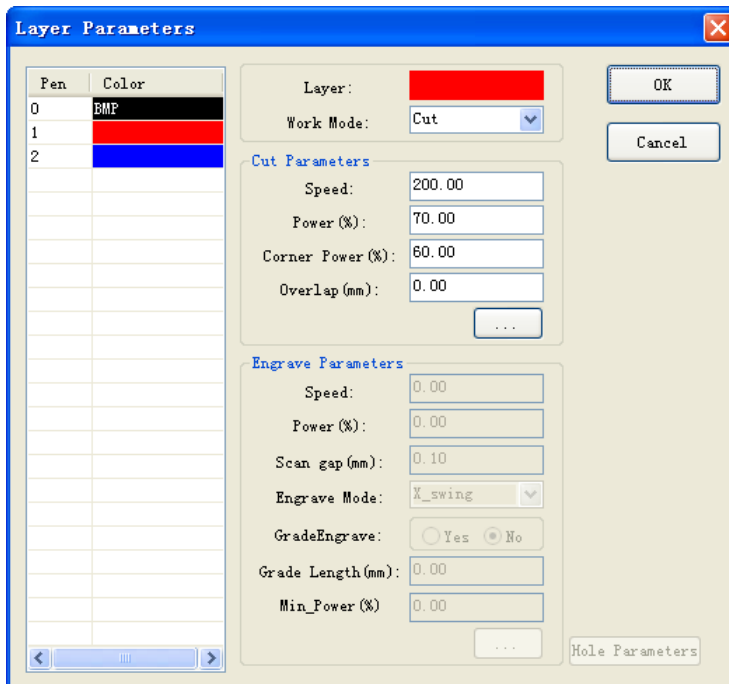 Layer Parameters
Pen Color
0 BMP
1
2
Layer:
Work Mode: Cut
OK
Cancel
Cut Parameters
Speed: 200.00
Power(%): 70.00
Corner Power(%): 60.00
Overlap(mm): 0.00
...
Engrave Parameters
Speed: 0.00
Power(%): 0.00
Scan gap(mm): 0.10
Engrave Mode: X_swing
GradeEngrave: Yes No
Grade Length(mm): 0.00
Min_Power(%) 0.00
...
Hole Parameters